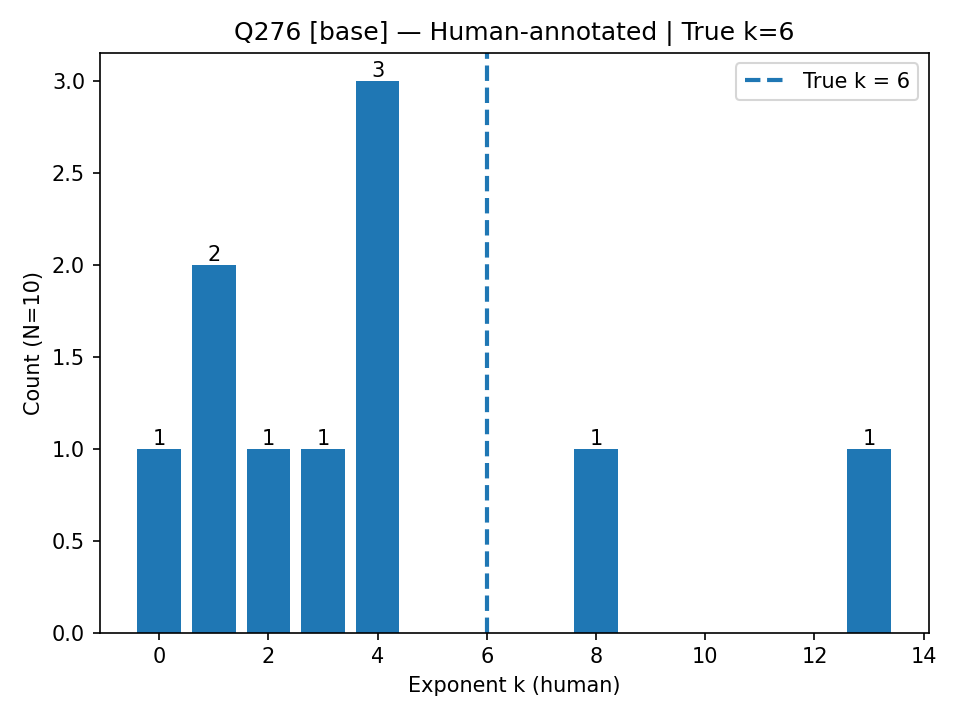 Q276 [base] — Human-annotated | True k=6
True k = 6
3.0
2.5
2.0
1.5
1.0
0.5
0.0
Count (N=10)
1
2
1
1
3
1
1
0 2 4 6 8 10 12 14
Exponent k (human)